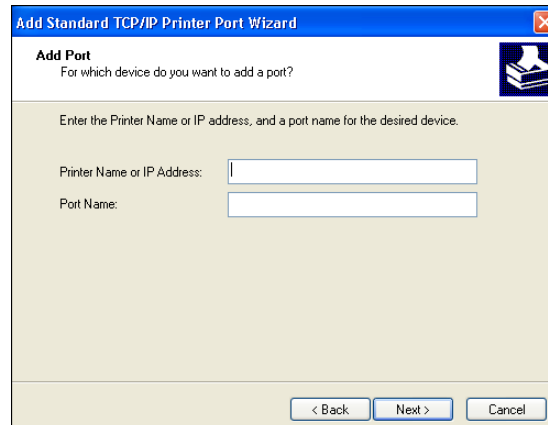 Add Standard TCP/IP Printer Port Wizard
Add Port
For which device do you want to add a port?
Enter the Printer Name or IP address, and a port name for the desired device.
Printer Name or IP Address:
Port Name:
< Back Next > Cancel